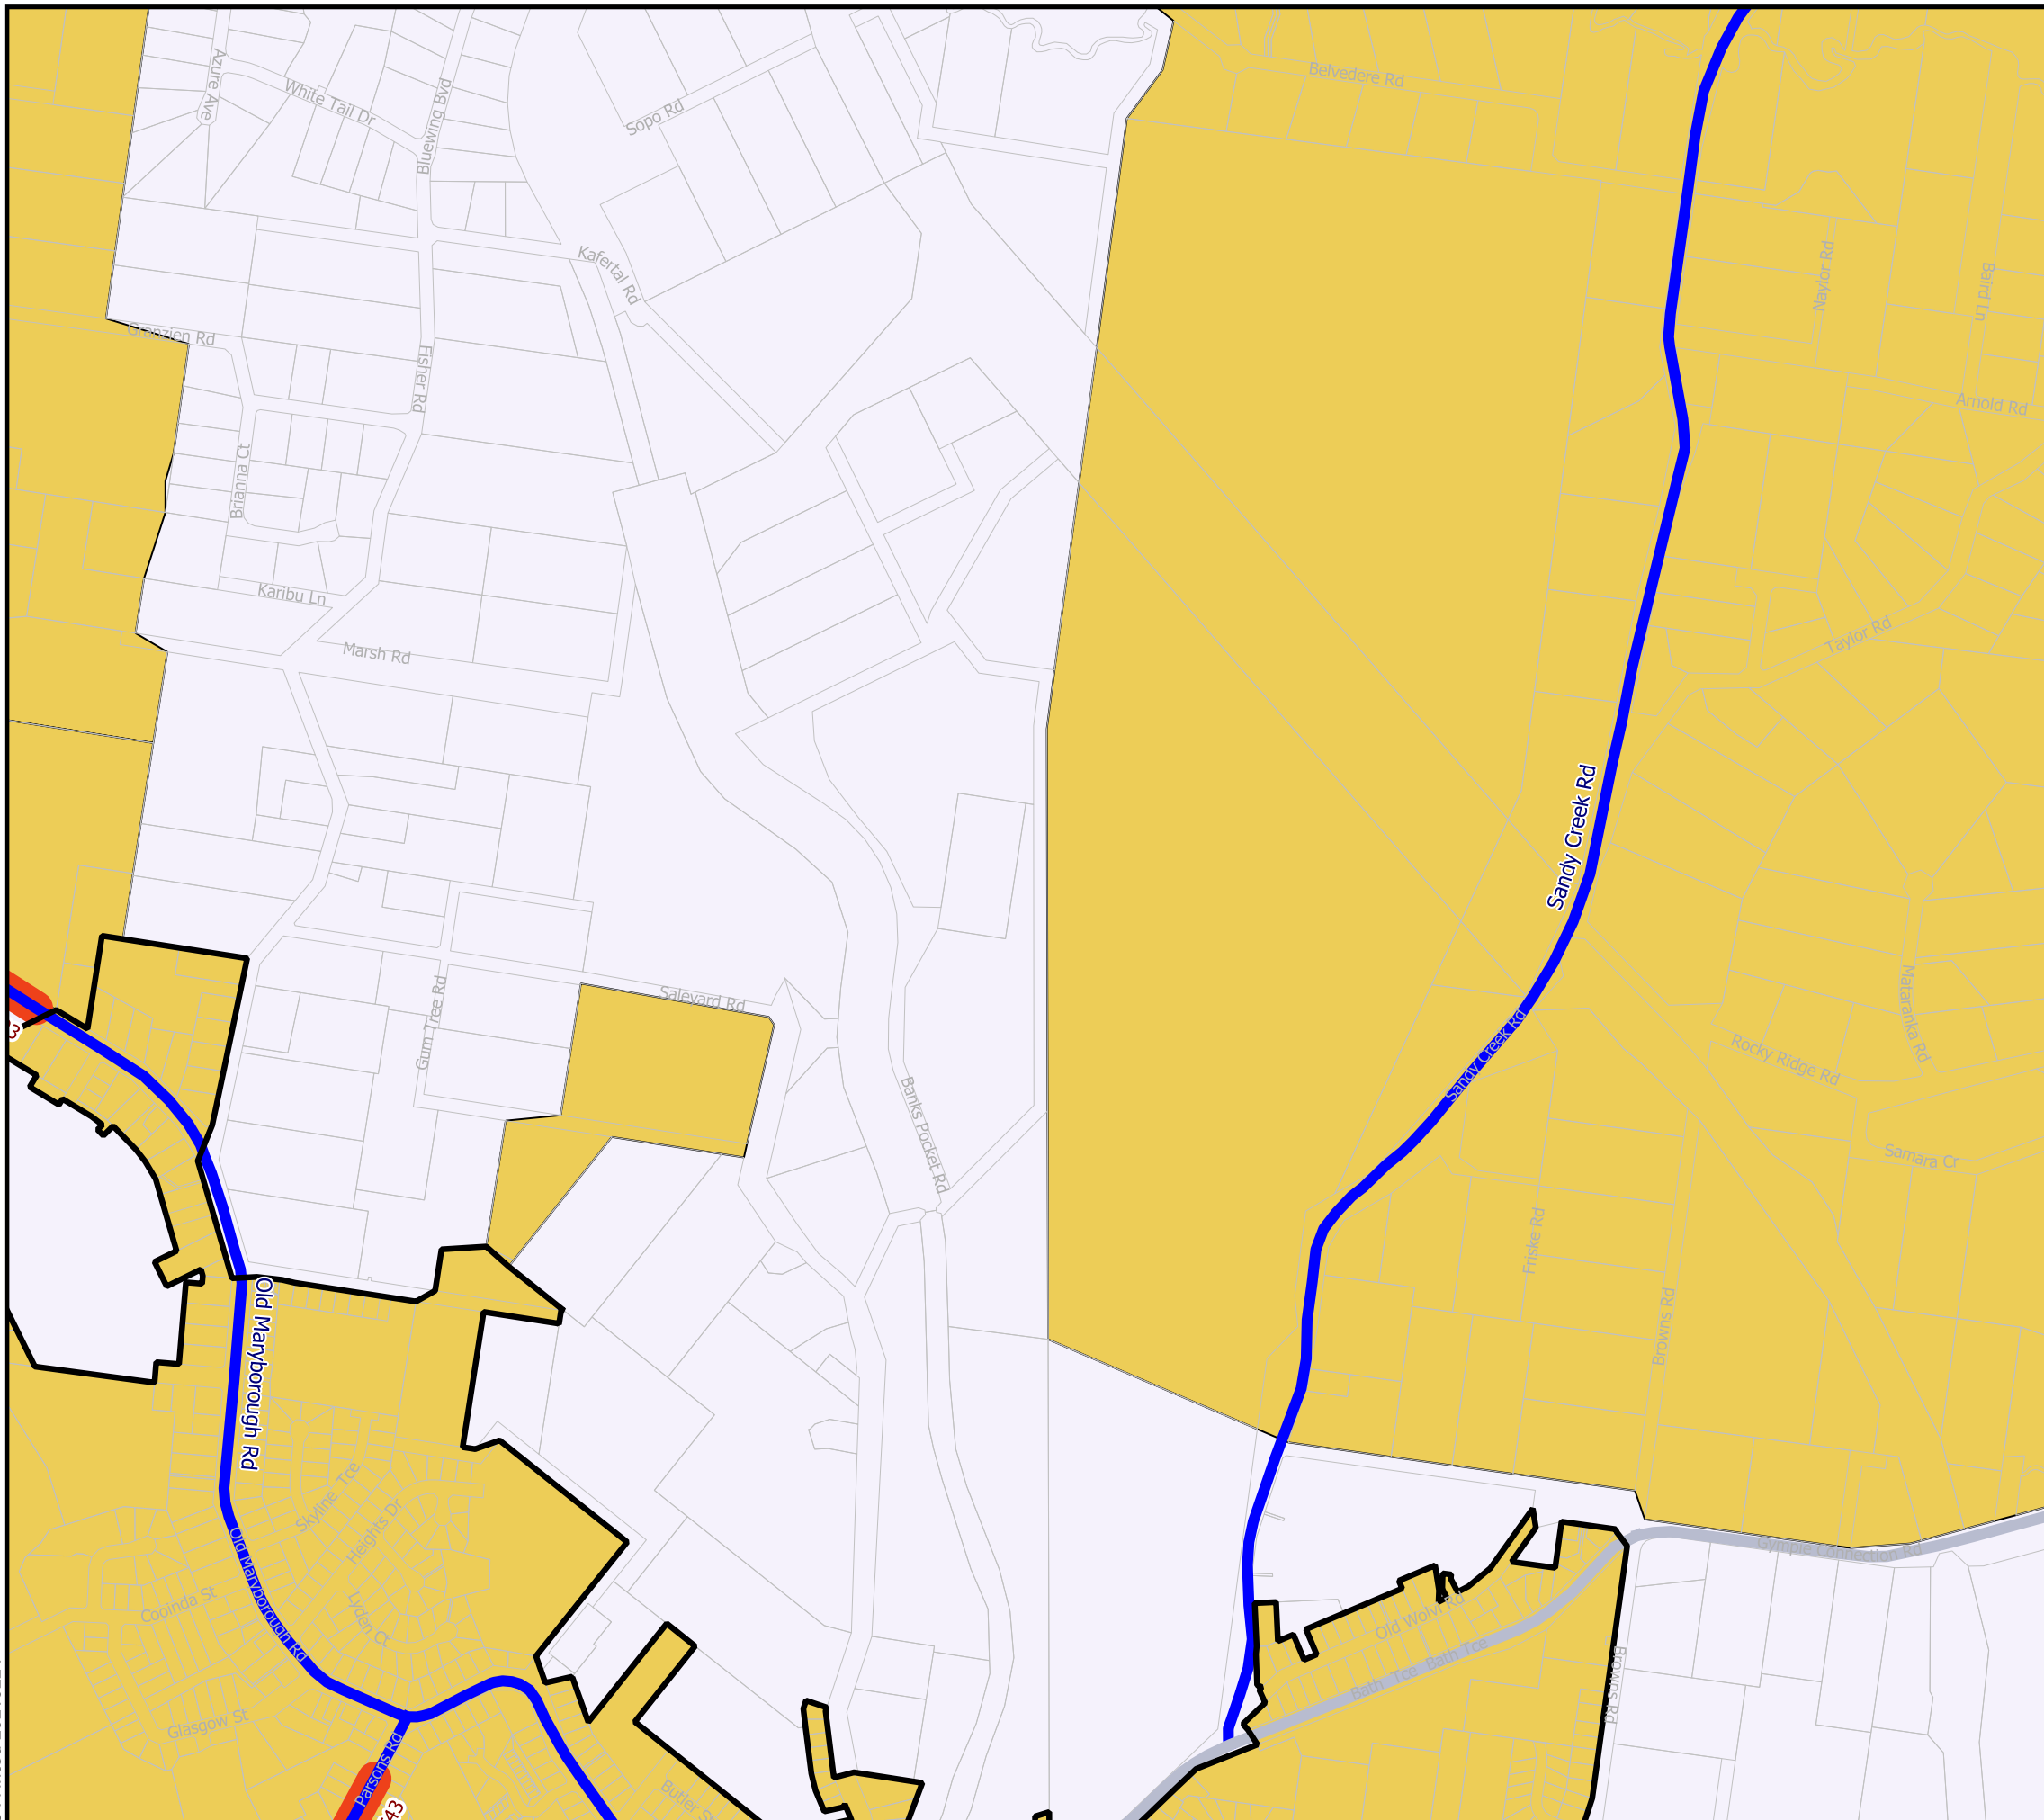 Azure Ave
White Tail Dr
Bluewing Bvd
Sopo Rd
Belvedere Rd
Naylor Rd
Baird Ln
Kafertal Rd
Granzien Rd
Fisher Rd
Arnold Rd
Brianna Ct
Karibu Ln
Marsh Rd
Taylor Rd
Sandy Creek Rd
Saleyard Rd
Gum Tree Rd
Sandy Creek Rd
Mataranka Rd
Rocky Ridge Rd
Banks Pocket Rd
Samara Cr
Friske Rd
Browns Rd
Old Maryborough Rd
Skyline Tce
Heights Dr
Old Maryborough Rd
Cooinda St
Lyden Ct
Gympie Connection Rd
Old Wolvi Rd
Bath Tce
Bath Tce
Browns Rd
Glasgow St
Parsons Rd
Butler St
43